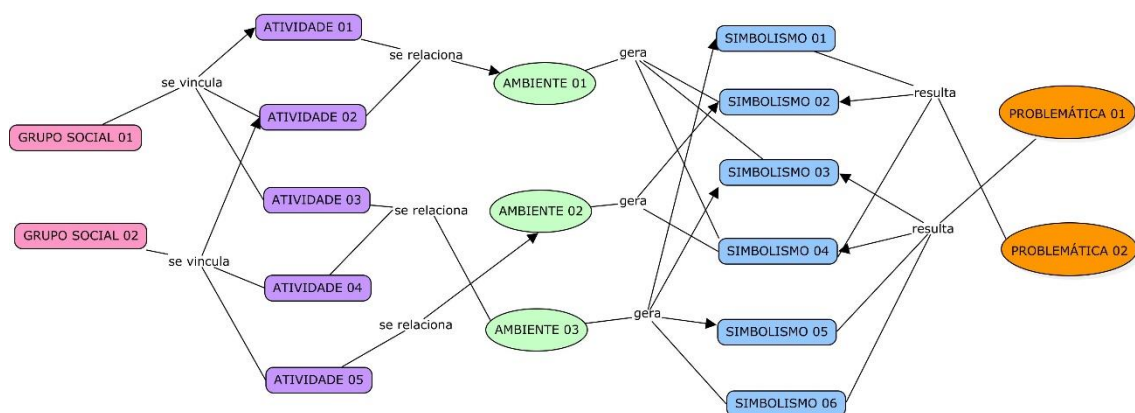 GRUPO SOCIAL 01
GRUPO SOCIAL 02
se vincula
se vincula
ATIVIDADE 01
ATIVIDADE 02
ATIVIDADE 03
ATIVIDADE 04
ATIVIDADE 05
se relaciona
se relaciona
se relaciona
AMBIENTE 01
AMBIENTE 02
AMBIENTE 03
gera
gera
gera
SIMBOLISMO 01
SIMBOLISMO 02
SIMBOLISMO 03
SIMBOLISMO 04
SIMBOLISMO 05
SIMBOLISMO 06
resulta
resulta
PROBLEMÁTICA 01
PROBLEMÁTICA 02